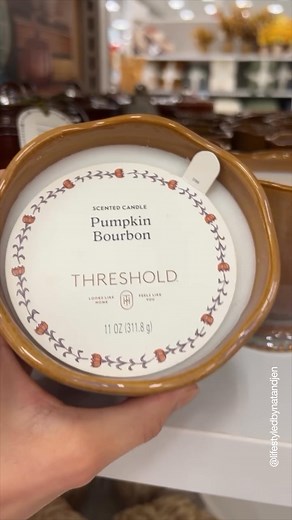 SCENTED CANDLE
Pumpkin
Bourbon
THRESHOLD
LOOKS LIKE HOME
FEELS LIKE YOU
11 OZ (311.8 g)
@lifestyledbynatandjen